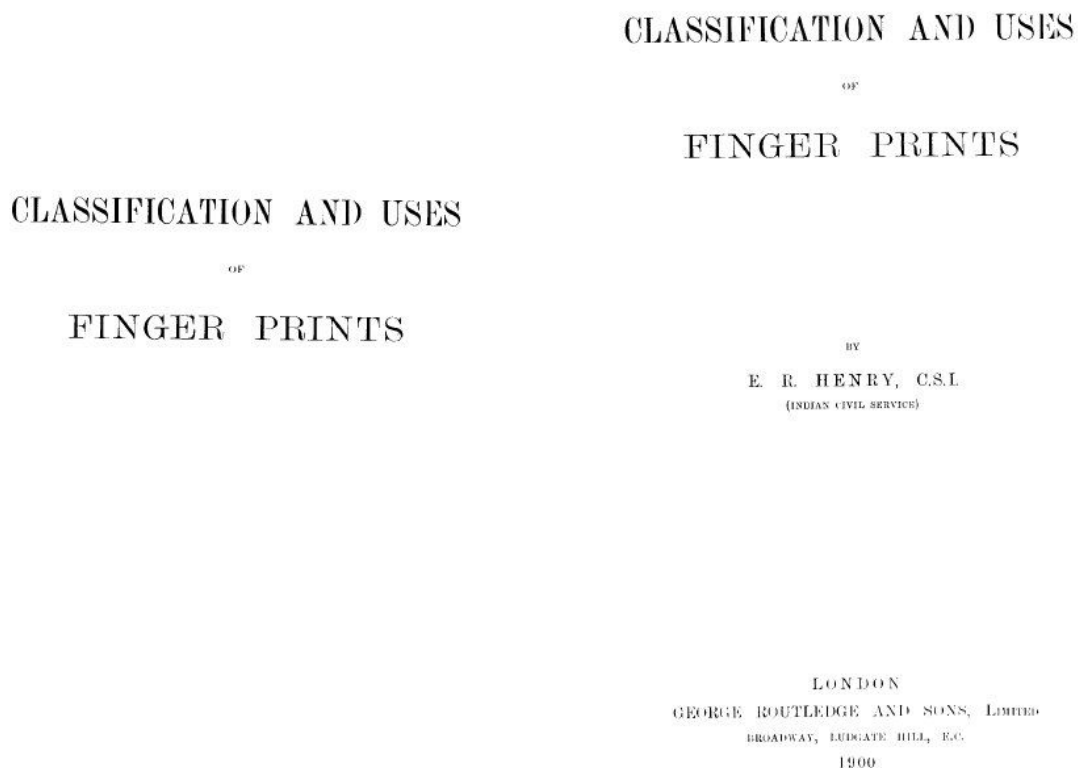 CLASSIFICATION AND USES
OF
FINGER PRINTS
CLASSIFICATION AND USES
OF
FINGER PRINTS
BY
E. R. HENRY, C.S.I.
(INDIAN CIVIL SERVICE)
LONDON
GEORGE ROUTLEDGE AND SONS, LIMITED
BROADWAY, LUDGATE HILL, E.C.
1900